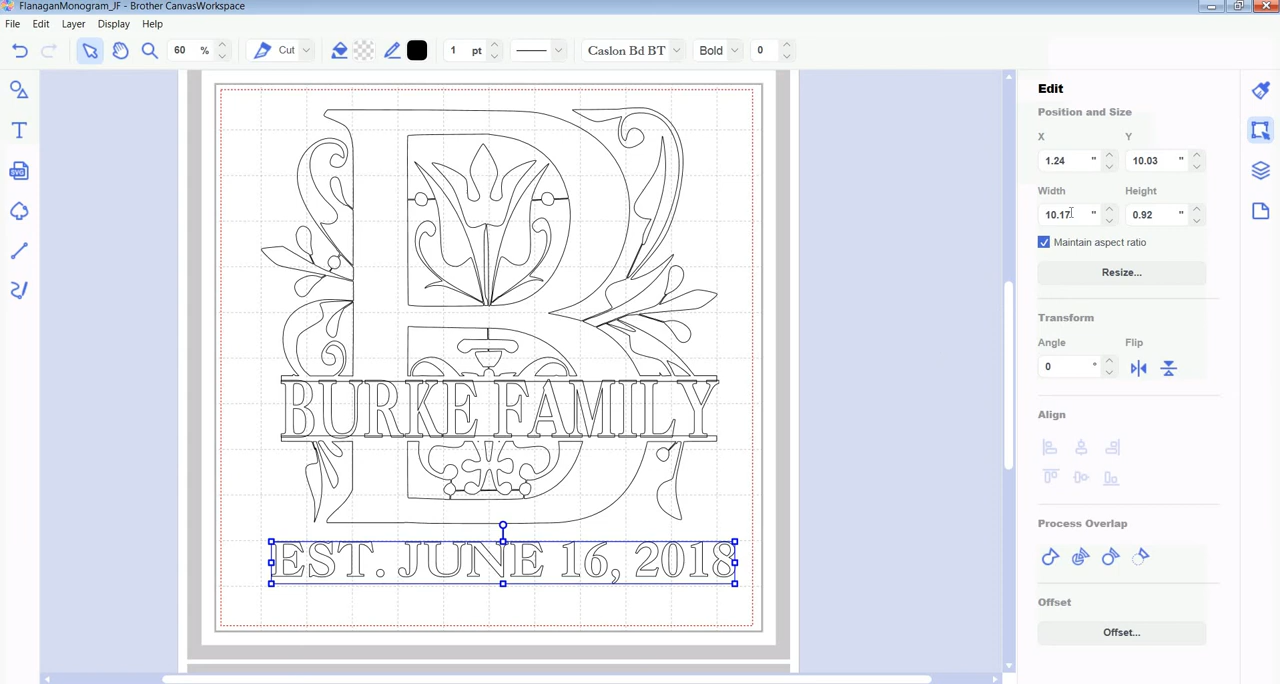 FlanaganMonogram_JF - Brother CanvasWorkspace
File Edit Layer Display Help
60 % Cut 1 pt Caslon Bd BT Bold 0
Edit
Position and Size
X Y
1.24 " 10.03 "
Width Height
10.17 " 0.92 "
Maintain aspect ratio
Resize...
Transform
Angle Flip
0 °
Align
Process Overlap
Offset
Offset...
T
SVG
B
BURKE FAMILY
EST. JUNE 16, 2018